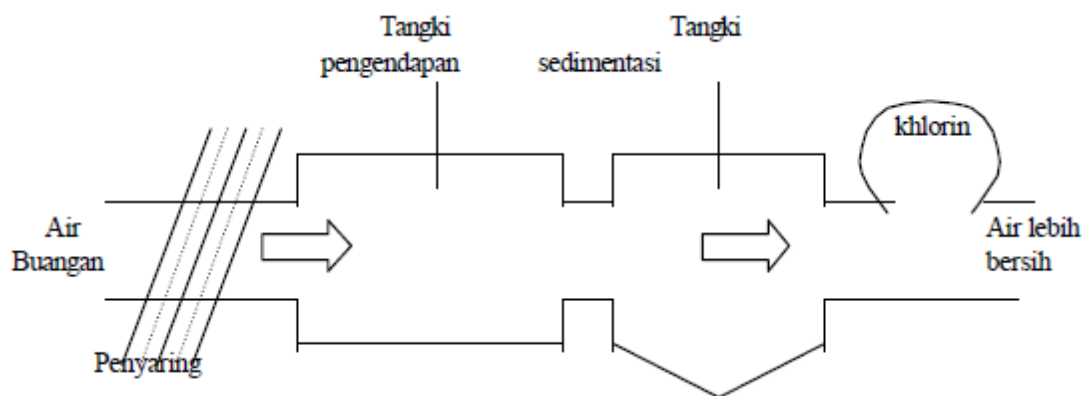 Tangki
pengendapan
Tangki
sedimentasi
khlorin
Air
Buangan
Air lebih
bersih
Penyaring